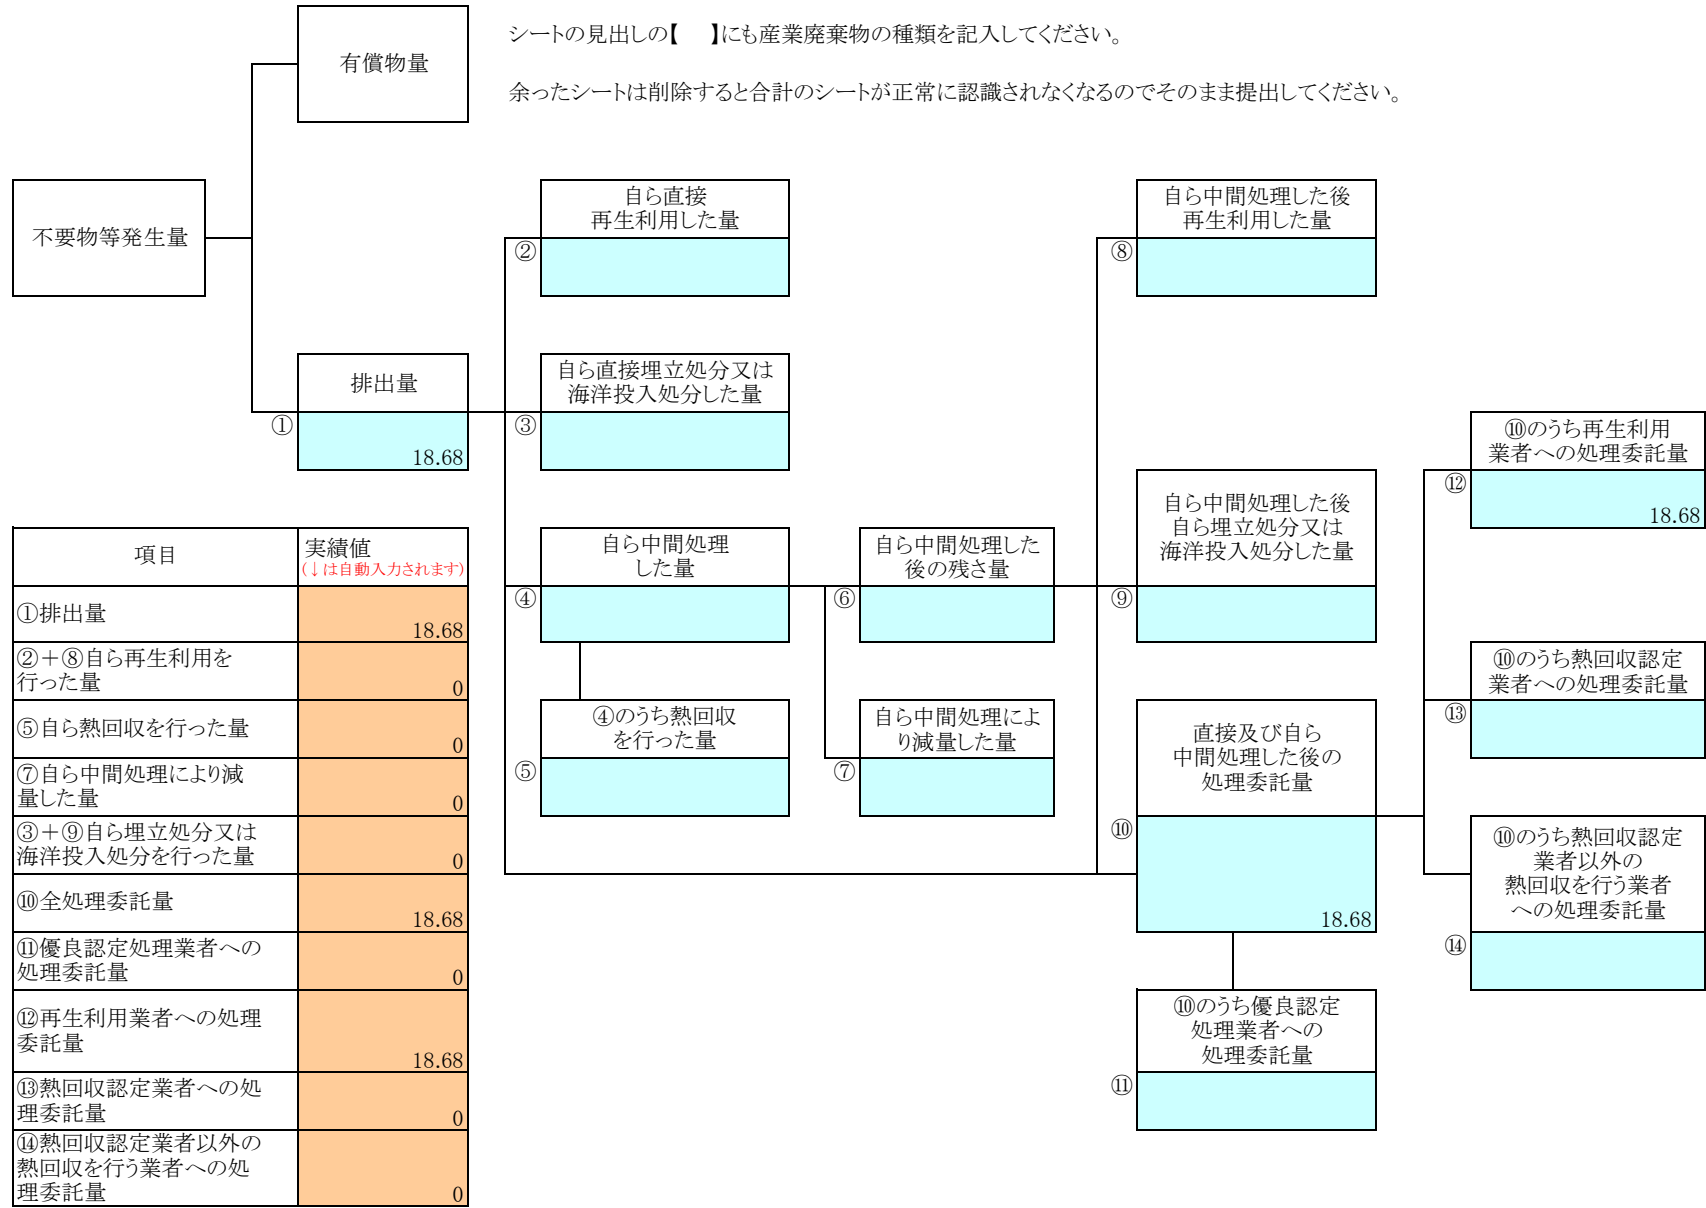 有償物量
シートの見出しの【　】にも産業廃棄物の種類を記入してください。
余ったシートは削除すると合計のシートが正常に認識されなくなるのでそのまま提出してください。
不要物等発生量
自ら直接
再生利用した量
②
自ら中間処理した後
再生利用した量
⑧
排出量
①
18.68
自ら直接埋立処分又は
海洋投入処分した量
③
⑩のうち再生利用
業者への処理委託量
⑫
18.68
自ら中間処理した後
自ら埋立処分又は
海洋投入処分した量
⑨
自ら中間処理
した量
④
自ら中間処理した
後の残さ量
⑥
⑩のうち熱回収認定
業者への処理委託量
⑬
④のうち熱回収
を行った量
⑤
自ら中間処理によ
り減量した量
⑦
直接及び自ら
中間処理した後の
処理委託量
⑩
18.68
⑩のうち熱回収認定
業者以外の
熱回収を行う業者
への処理委託量
⑭
⑩のうち優良認定
処理業者への
処理委託量
⑪
項目
実績値
(↓は自動入力されます)
①排出量
18.68
②＋⑧自ら再生利用を
行った量
0
⑤自ら熱回収を行った量
0
⑦自ら中間処理により減
量した量
0
③＋⑨自ら埋立処分又は
海洋投入処分を行った量
0
⑩全処理委託量
18.68
⑪優良認定処理業者への
処理委託量
0
⑫再生利用業者への処理
委託量
18.68
⑬熱回収認定業者への処
理委託量
0
⑭熱回収認定業者以外の
熱回収を行う業者への処
理委託量
0